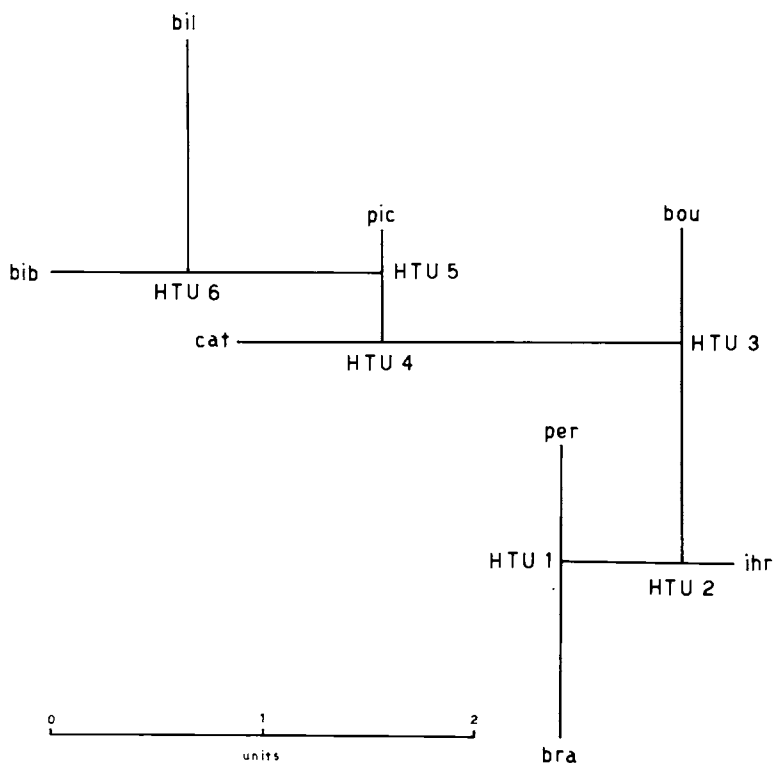 bil
pic
bou
bib
HTU 5
HTU 6
cat
HTU 4
HTU 3
per
HTU 1
ihr
HTU 2
0 1 2
units
bra